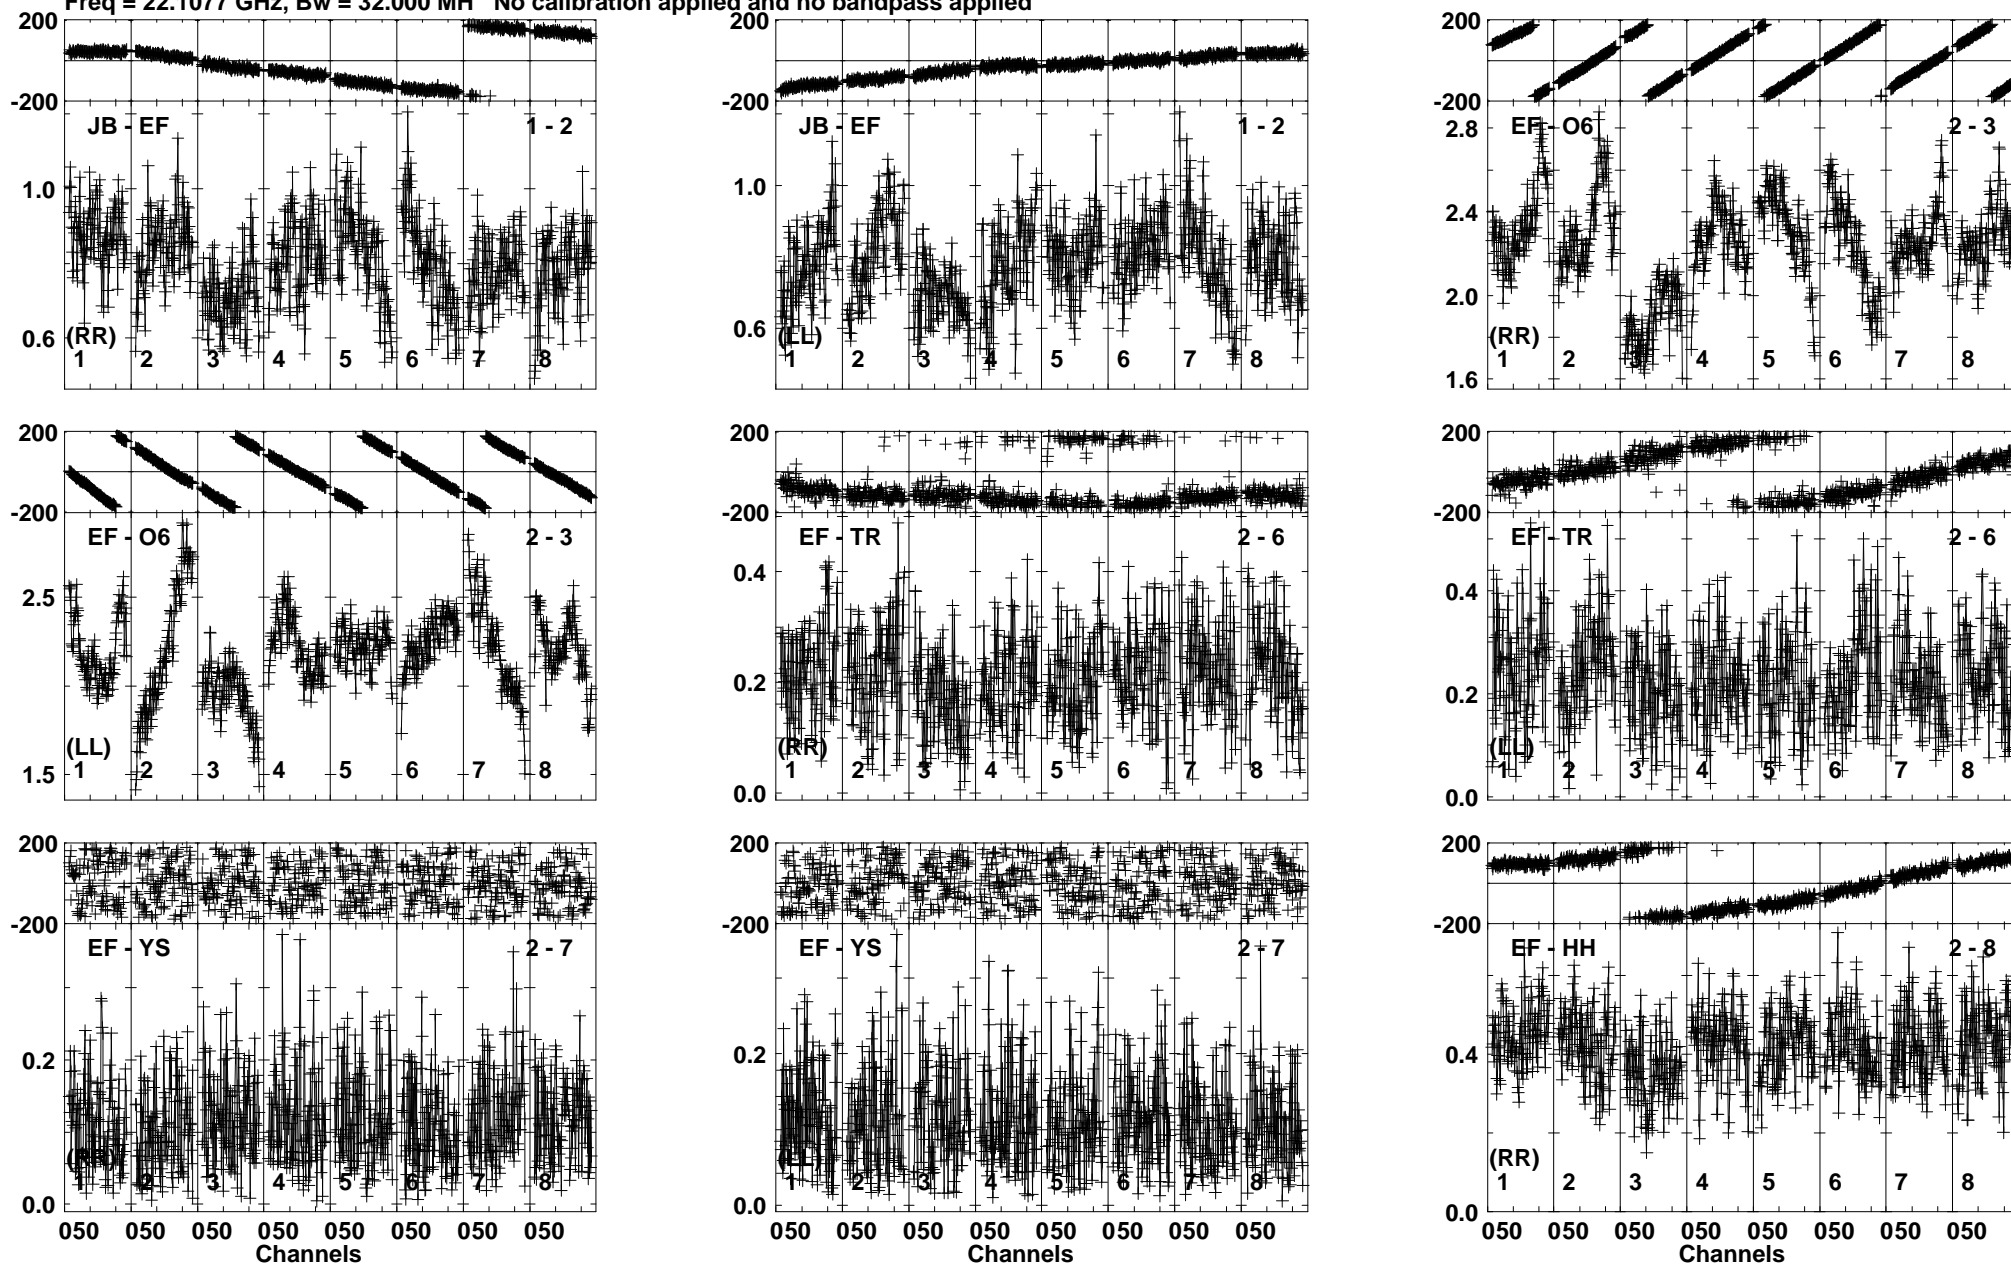 Freq = 22.1077 GHz, Bw = 32.000 MH No calibration applied and no bandpass applied
200
-200
JB - EF
1 - 2
1.0
0.6
(RR)
1 2 3 4 5 6 7 8
200
-200
JB - EF
1 - 2
1.0
0.6
(LL)
1 2 3 4 5 6 7 8
200
-200
EF - O6
2 - 3
2.8
2.4
2.0
1.6
(RR)
1 2 3 4 5 6 7 8
200
-200
EF - O6
2 - 3
2.5
1.5
(LL)
1 2 3 4 5 6 7 8
200
-200
EF - TR
2 - 6
0.4
0.2
0.0
(RR)
1 2 3 4 5 6 7 8
200
-200
EF - TR
2 - 6
0.4
0.2
0.0
(LL)
1 2 3 4 5 6 7 8
200
-200
EF - YS
2 - 7
0.2
0.0
(RR)
1 2 3 4 5 6 7 8
050 050 050 050 050 050 050 050
Channels
200
-200
EF - YS
2 - 7
0.2
0.0
(LL)
1 2 3 4 5 6 7 8
050 050 050 050 050 050 050 050
Channels
200
-200
EF - HH
2 - 8
0.4
0.0
(RR)
1 2 3 4 5 6 7 8
050 050 050 050 050 050 050 050
Channels